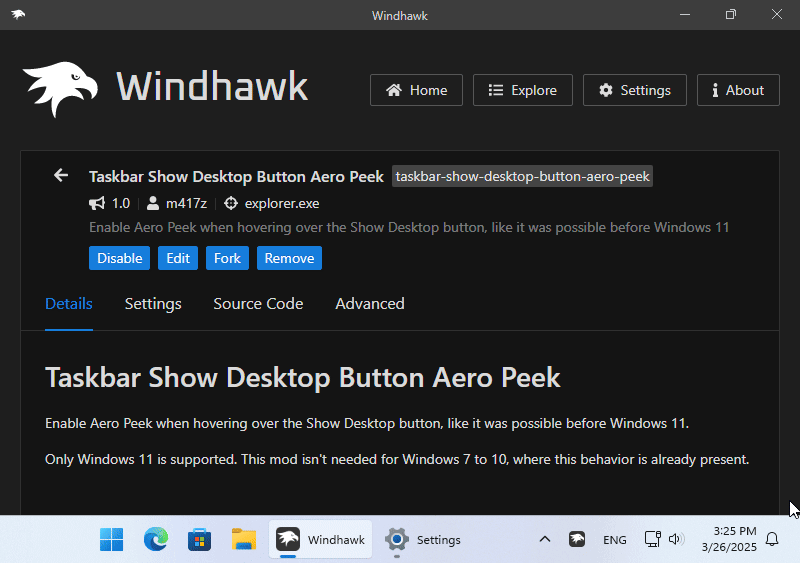 Windhawk
Windhawk
Home
Explore
Settings
About
Taskbar Show Desktop Button Aero Peek taskbar-show-desktop-button-aero-peek
1.0 m417z explorer.exe
Enable Aero Peek when hovering over the Show Desktop button, like it was possible before Windows 11
Disable Edit Fork Remove
Details Settings Source Code Advanced
Taskbar Show Desktop Button Aero Peek
Enable Aero Peek when hovering over the Show Desktop button, like it was possible before Windows 11.
Only Windows 11 is supported. This mod isn't needed for Windows 7 to 10, where this behavior is already present.
Windhawk
Settings
ENG
3:25 PM
3/26/2025